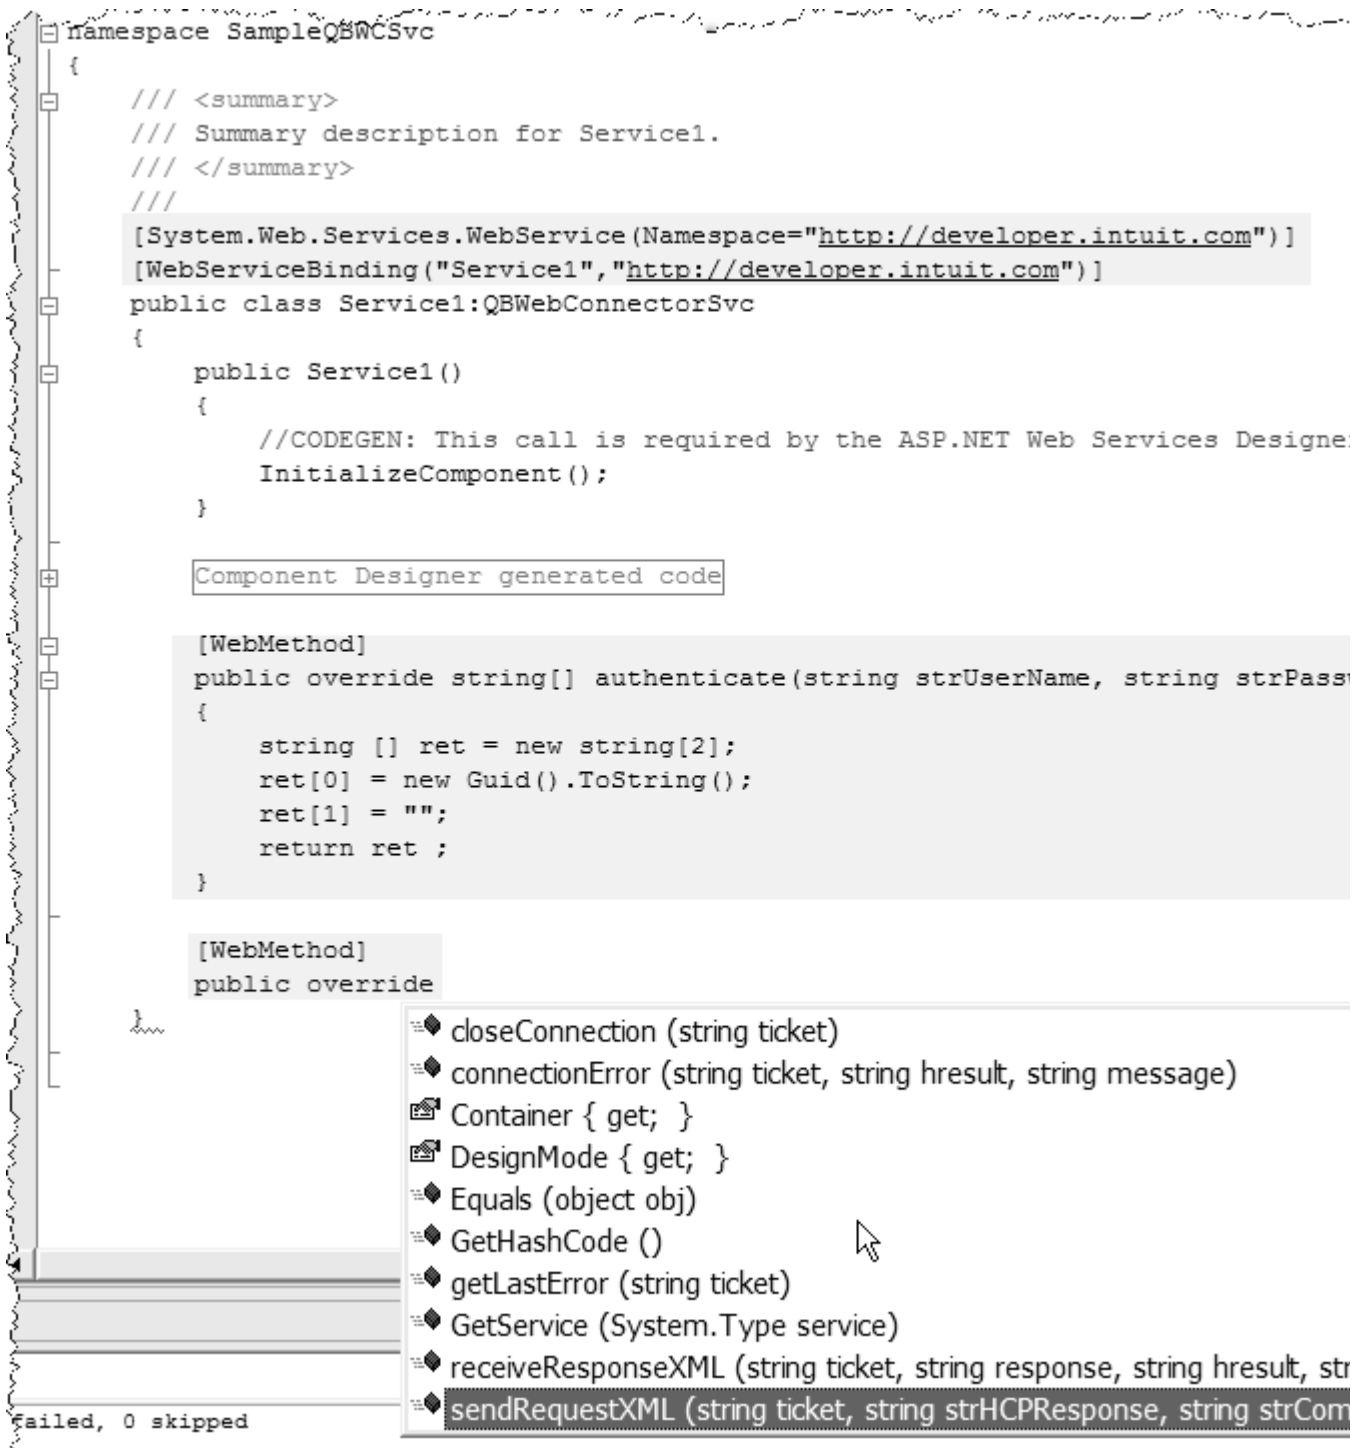 namespace SampleQBWCSvc
{
/// <summary>
/// Summary description for Service1.
/// </summary>
///
[System.Web.Services.WebService(Namespace="http://developer.intuit.com")]
[WebServiceBinding("Service1","http://developer.intuit.com")]
public class Service1:QBWebConnectorSvc
{
public Service1()
{
//CODEGEN: This call is required by the ASP.NET Web Services Designer
InitializeComponent();
}
Component Designer generated code
[WebMethod]
public override string[] authenticate(string strUserName, string strPassw
{
string [] ret = new string[2];
ret[0] = new Guid().ToString();
ret[1] = "";
return ret ;
}
[WebMethod]
public override
}
closeConnection (string ticket)
connectionError (string ticket, string hresult, string message)
Container { get; }
DesignMode { get; }
Equals (object obj)
GetHashCode ()
getLastError (string ticket)
GetService (System.Type service)
receiveResponseXML (string ticket, string response, string hresult, str
sendRequestXML (string ticket, string strHCPResponse, string strCom
failed, 0 skipped